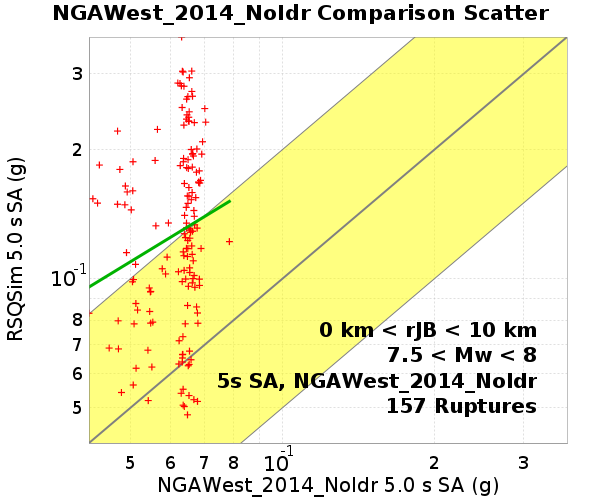 NGAWest_2014_NoIdr Comparison Scatter
RSQSim 5.0 s SA (g)
3
2
10-1
8
7
6
5
0 km < rJB < 10 km
7.5 < Mw < 8
5s SA, NGAWest_2014_NoIdr
157 Ruptures
5 6 7 8 10-1 2 3
NGAWest_2014_NoIdr 5.0 s SA (g)